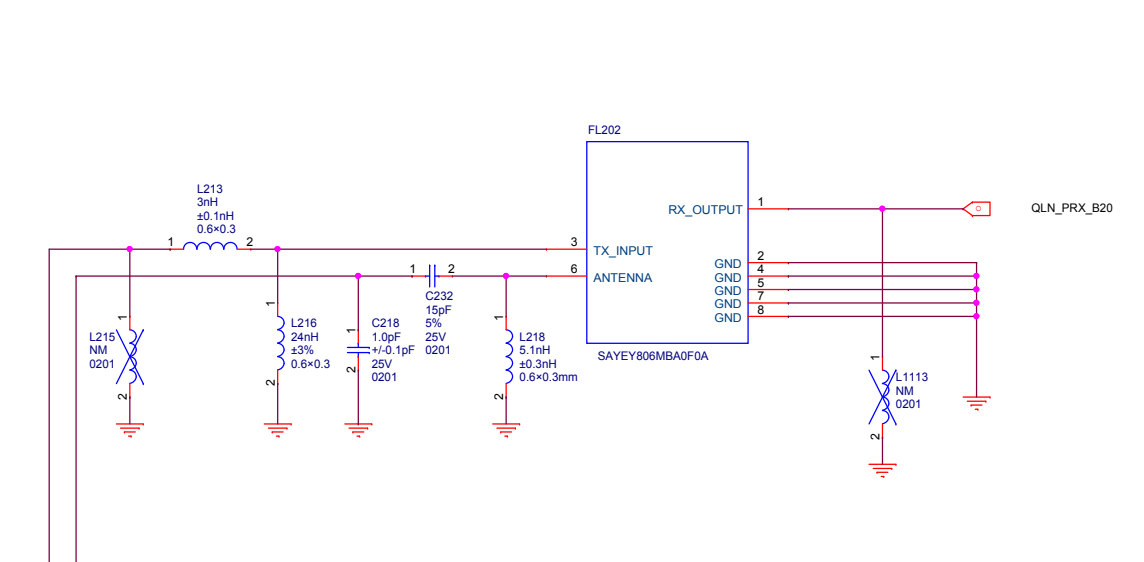 FL202
L213
3nH
±0.1nH
0.6×0.3
1
2
3
TX_INPUT
6
ANTENNA
RX_OUTPUT
1
QLN_PRX_B20
GND
2
GND
4
GND
5
GND
7
GND
8
SAYEY806MBA0F0A
1
2
C232
15pF
5%
25V
0201
1
L215
NM
0201
2
1
L216
24nH
±3%
0.6×0.3
2
1
C218
1.0pF
+/-0.1pF
25V
0201
2
1
L218
5.1nH
±0.3nH
0.6×0.3mm
2
1
L1113
NM
0201
2